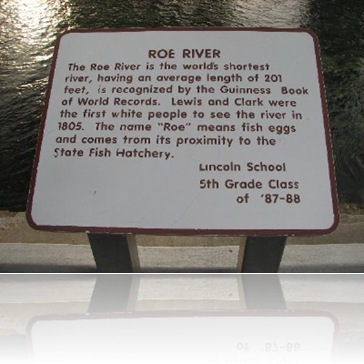 ROE RIVER
The Roe River is the world's shortest
river, having an average length of 201
feet, is recognized by the Guinness Book
of World Records. Lewis and Clark were
the first white people to see the river in
1805. The name "Roe" means fish eggs
and comes from its proximity to the
State Fish Hatchery.
Lincoln School
5th Grade Class
of '87-88